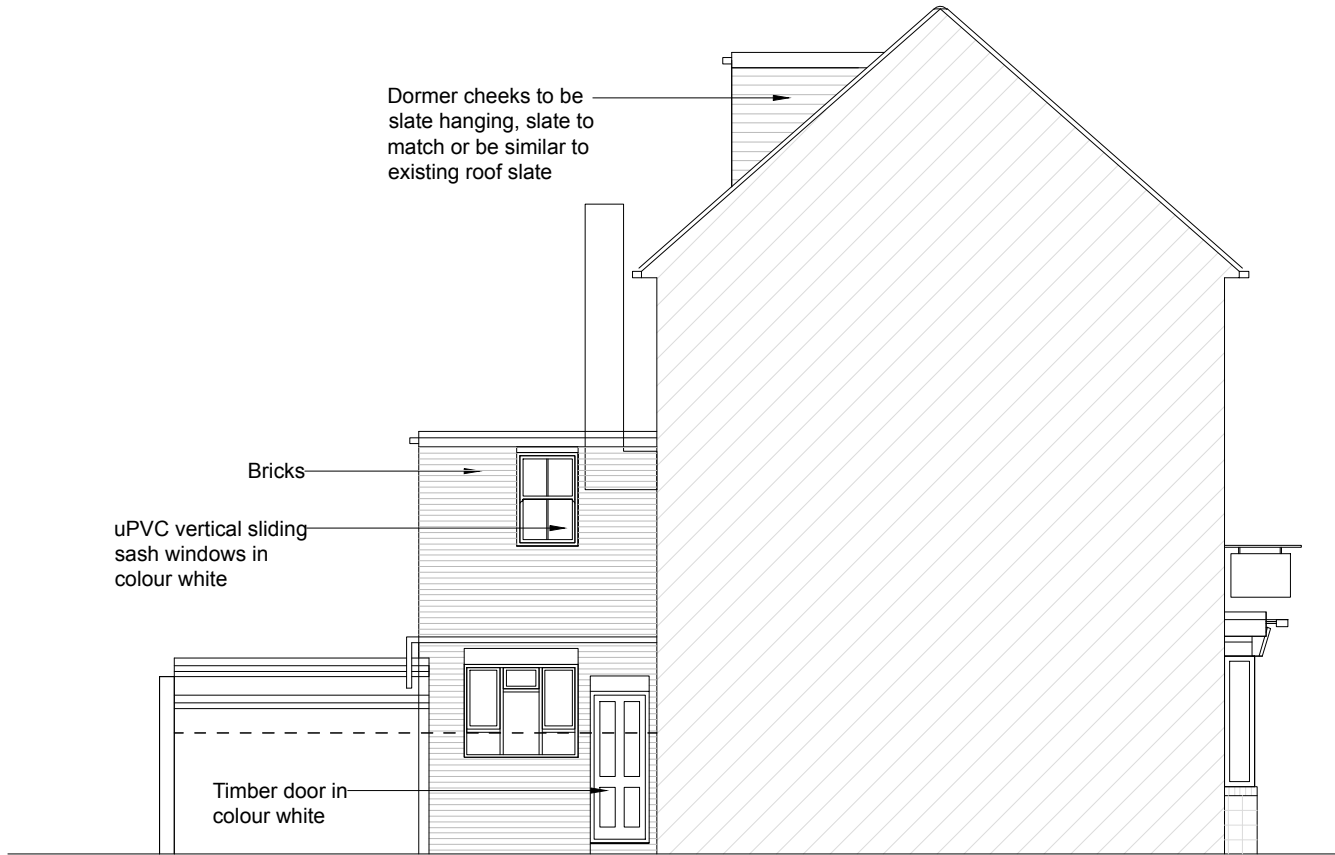 Dormer cheeks to be
slate hanging, slate to
match or be similar to
existing roof slate
Bricks
uPVC vertical sliding
sash windows in
colour white
Timber door in
colour white